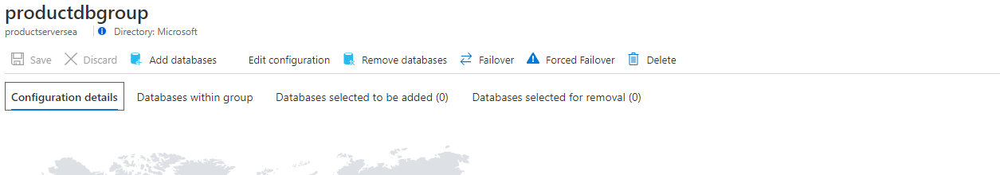 productdbgroup
productserversea Directory: Microsoft
Save Discard Add databases Edit configuration Remove databases Failover Forced Failover Delete
Configuration details Databases within group Databases selected to be added (0) Databases selected for removal (0)